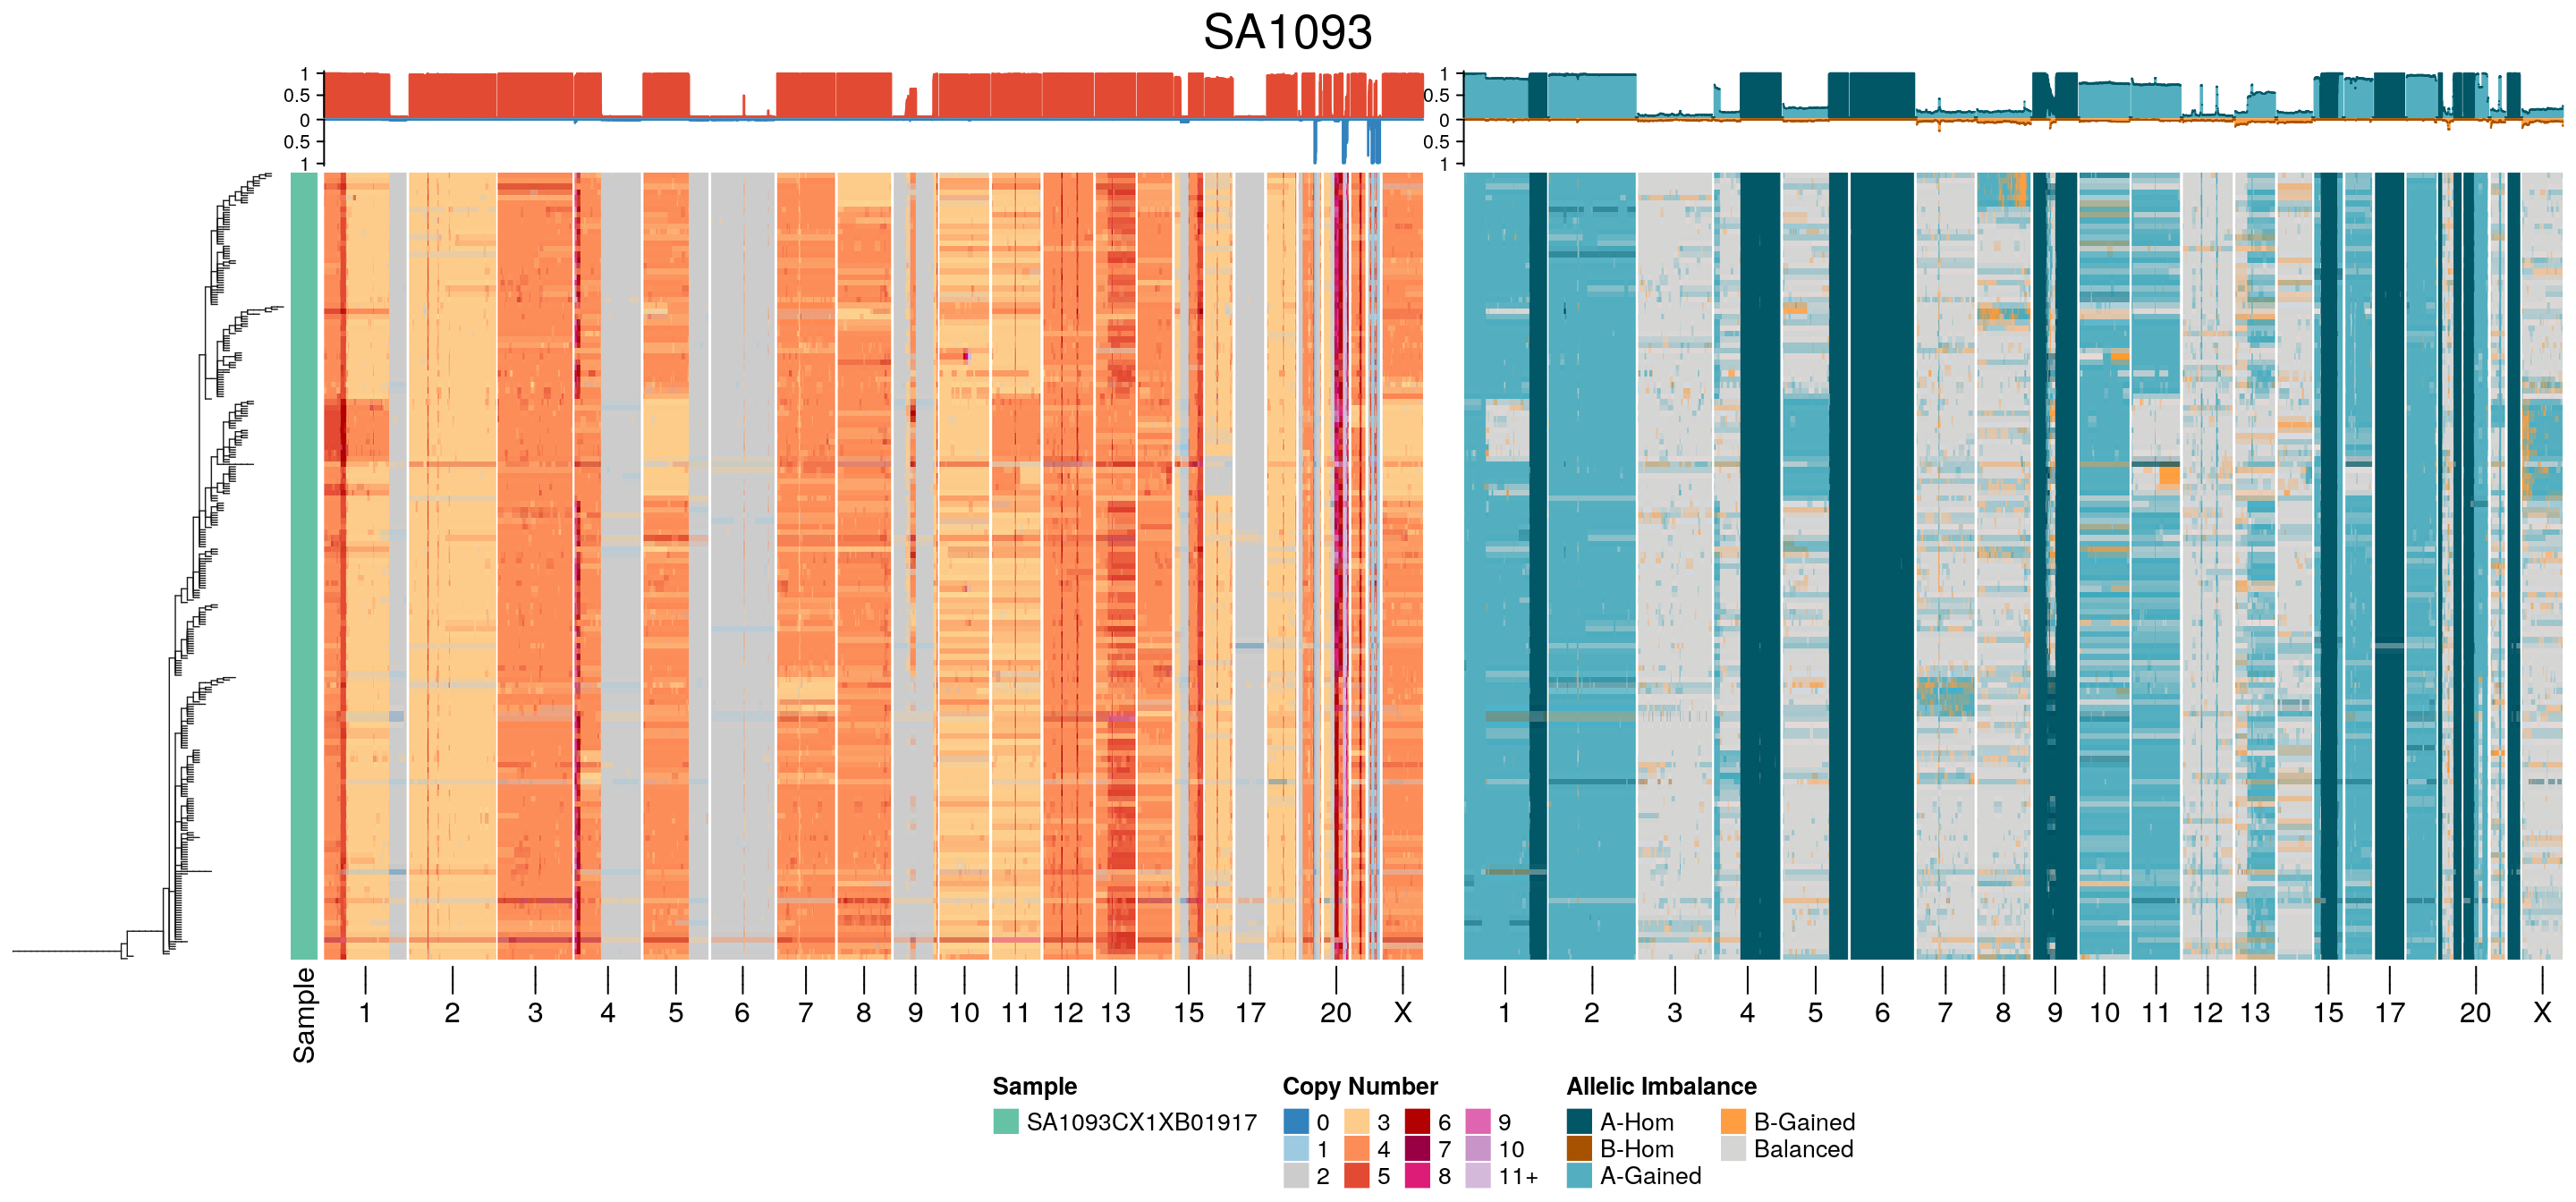 SA1093
1
0.5
0
0.5
1
1
0.5
0
0.5
1
Sample
1 2 3 4 5 6 7 8 9 10 11 12 13 15 17 20 X
1 2 3 4 5 6 7 8 9 10 11 12 13 15 17 20 X
Sample
SA1093CX1XB01917
Copy Number
0 3 6 9
1 4 7 10
2 5 8 11+
Allelic Imbalance
A-Hom B-Gained
B-Hom Balanced
A-Gained